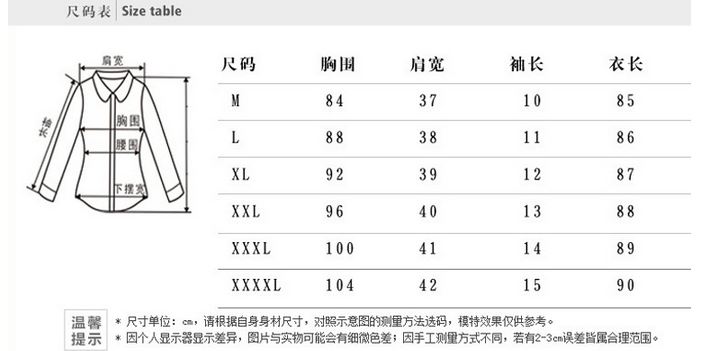 尺码表 Size table
肩宽
长袖
胸围
腰围
下摆宽
尺码 胸围 肩宽 袖长 衣长
M 84 37 10 85
L 88 38 11 86
XL 92 39 12 87
XXL 96 40 13 88
XXXL 100 41 14 89
XXXXL 104 42 15 90
温馨提示
* 尺寸单位: cm,请根据自身身材尺寸,对照示意图的测量方法选码,模特效果仅供参考。
* 因个人显示器显示差异,图片与实物可能会有细微色差;因手工测量方式不同,若有2-3cm误差皆属合理范围。